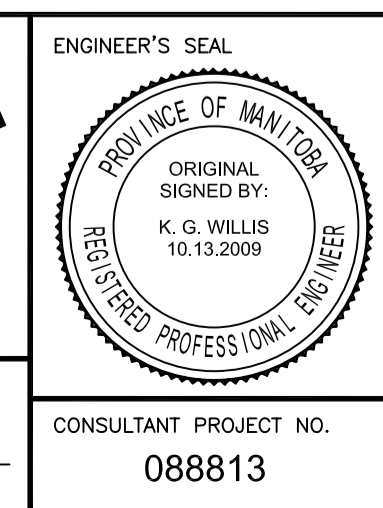 ENGINEER'S SEAL
PROVINCE OF MANITOBA
ORIGINAL
SIGNED BY:
K. G. WILLIS
10.13.2009
REGISTERED PROFESSIONAL ENGINEER
CONSULTANT PROJECT NO.
088813